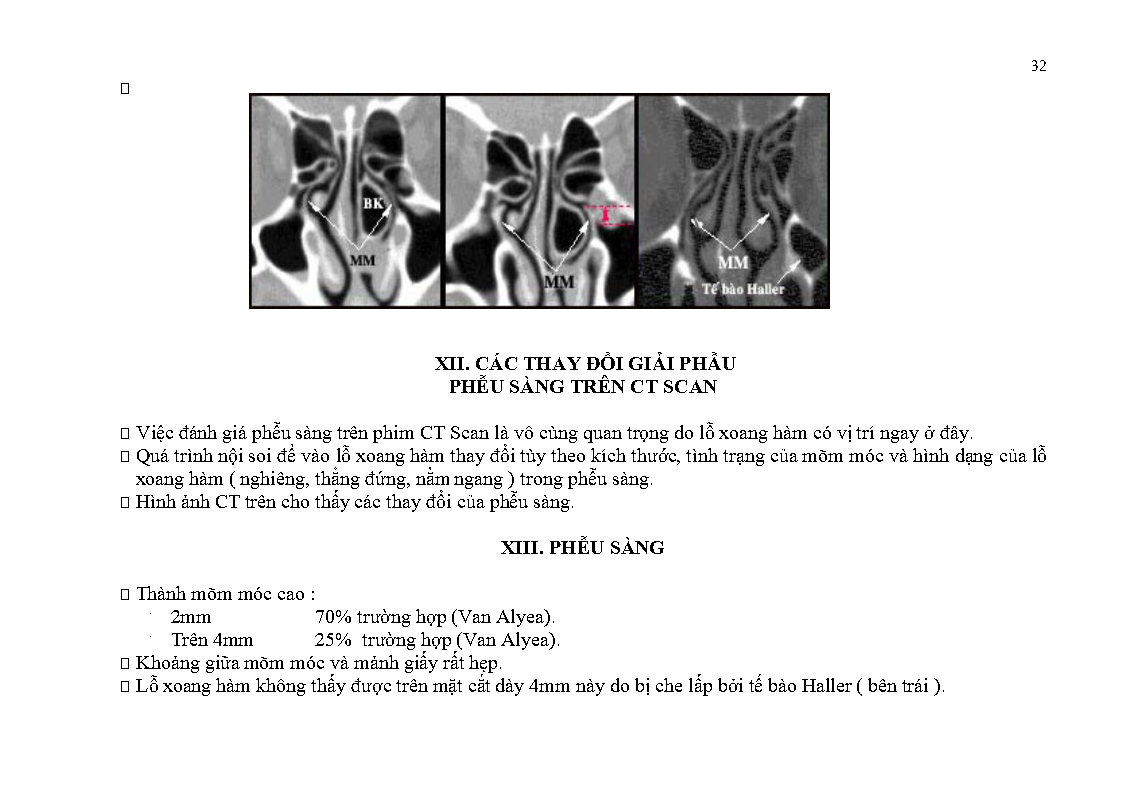 32
BK
MM
MM
MM
Tế bào Haller
XII. CÁC THAY ĐỔI GIẢI PHẪU
PHỄU SÀNG TRÊN CT SCAN
Việc đánh giá phễu sàng trên phim CT Scan là vô cùng quan trọng do lỗ xoang hàm có vị trí ngay ở đây.
Quá trình nội soi để vào lỗ xoang hàm thay đổi tùy theo kích thước, tình trạng của mõm móc và hình dạng của lỗ
xoang hàm ( nghiêng, thẳng đứng, nằm ngang ) trong phễu sàng.
Hình ảnh CT trên cho thấy các thay đổi của phễu sàng.
XIII. PHỄU SÀNG
Thành mõm móc cao :
· 2mm 70% trường hợp (Van Alyea).
· Trên 4mm 25% trường hợp (Van Alyea).
Khoảng giữa mõm móc và mảnh giấy rất hẹp.
Lỗ xoang hàm không thấy được trên mặt cắt dày 4mm này do bị che lấp bởi tế bào Haller ( bên trái ).